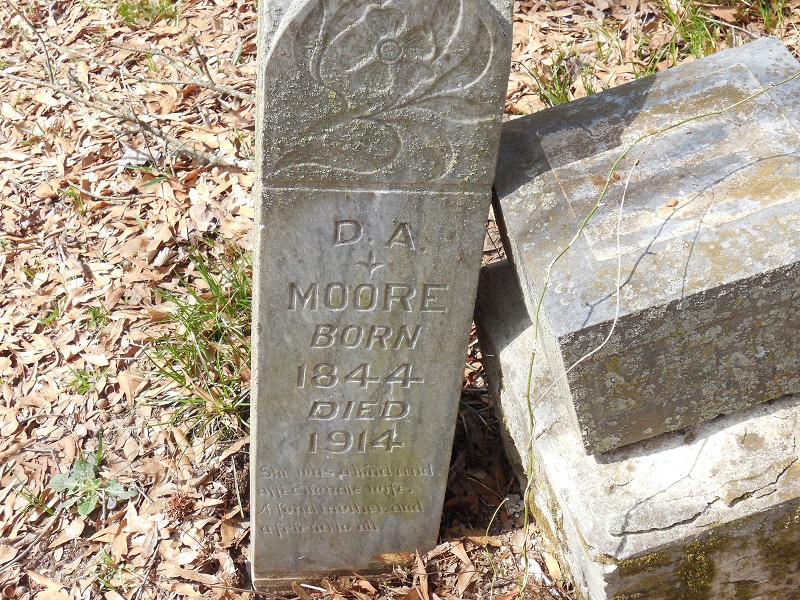 D. A.
MOORE
BORN
1844
DIED
1914
She was a kind and
affectionate wife.
A fond mother, and
a friend to all.